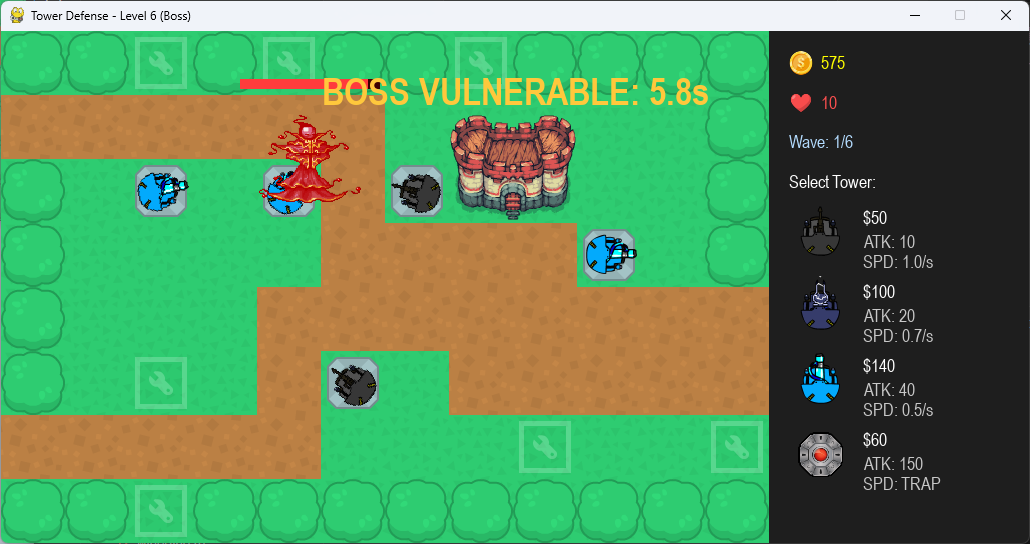 Tower Defense - Level 6 (Boss)
BOSS VULNERABLE: 5.8s
575
10
Wave: 1/6
Select Tower:
$50
ATK: 10
SPD: 1.0/s
$100
ATK: 20
SPD: 0.7/s
$140
ATK: 40
SPD: 0.5/s
$60
ATK: 150
SPD: TRAP